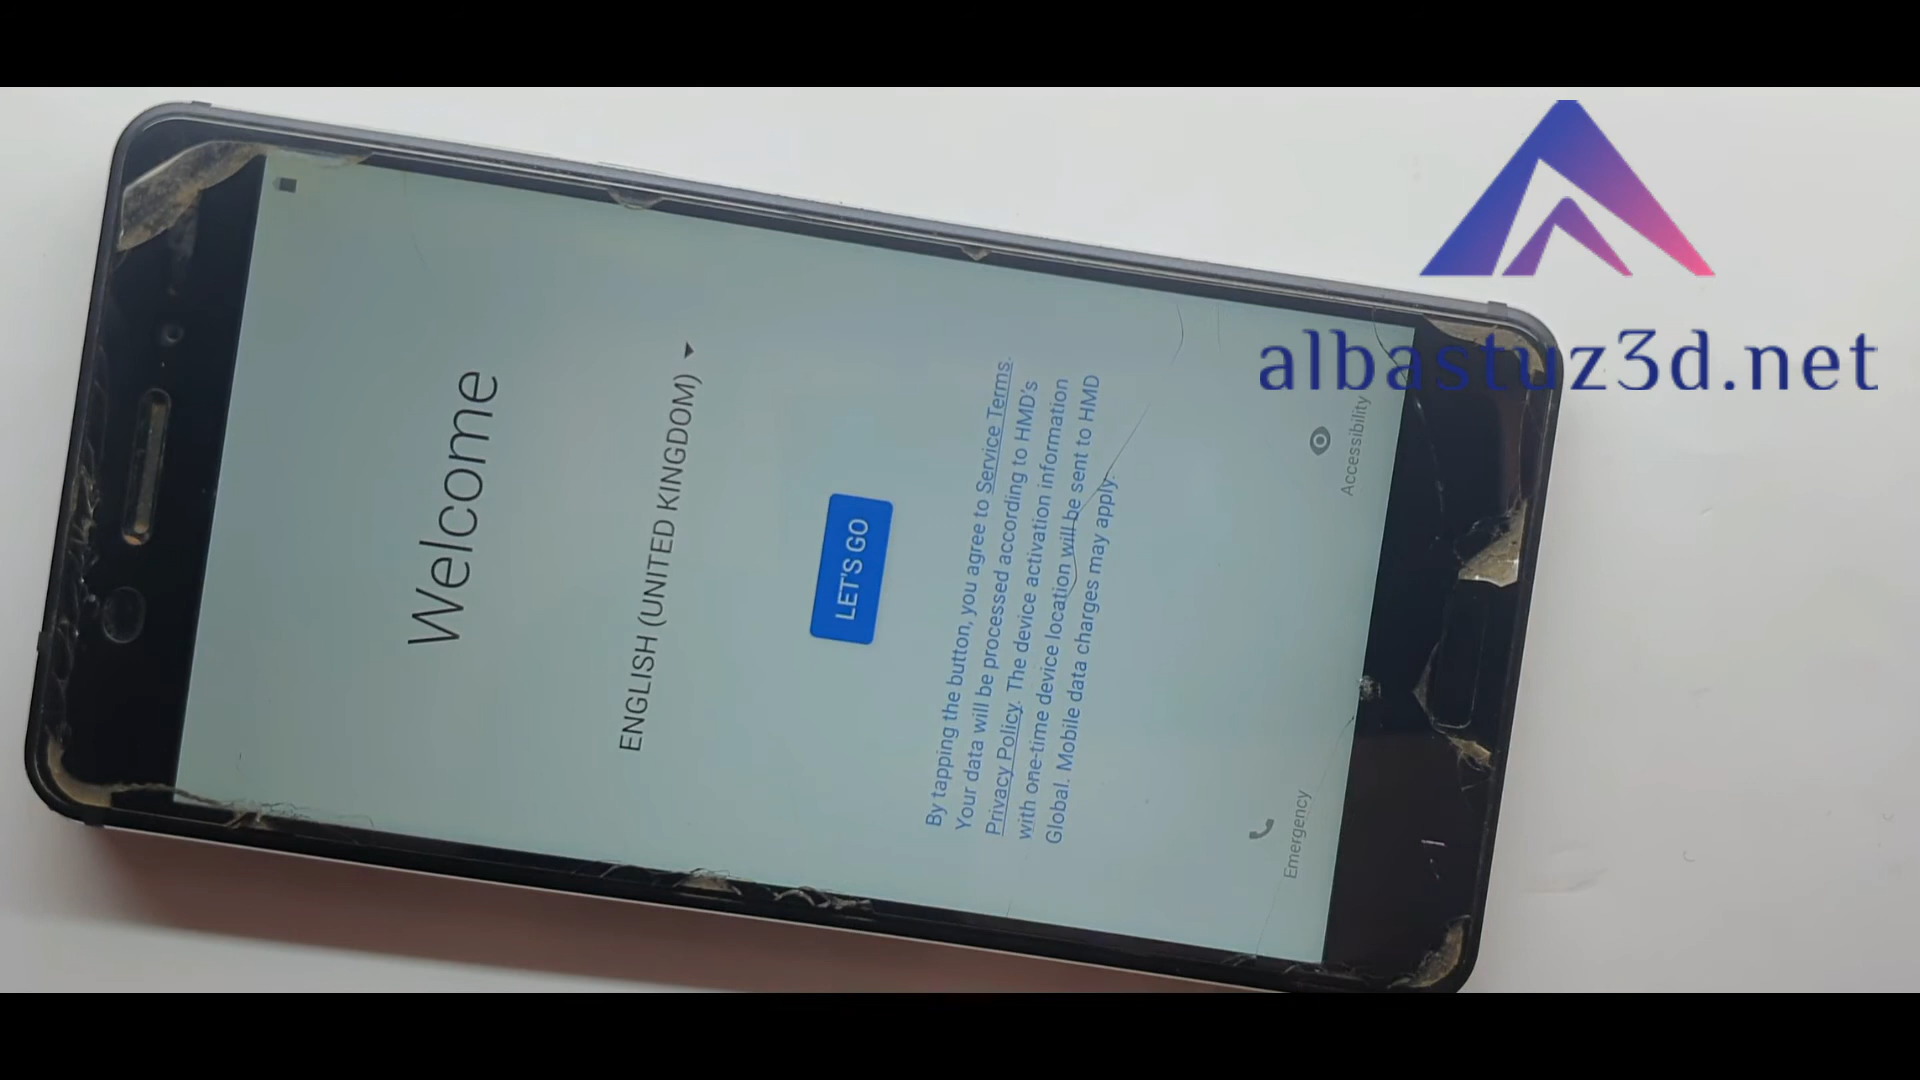 Welcome
ENGLISH (UNITED KINGDOM)
LET'S GO
By tapping the button, you agree to Service Terms.
Your data will be processed according to HMD's
Privacy Policy. The device activation information
with one-time device location will be sent to HMD
Global. Mobile data charges may apply.
Emergency
Accessibility
albastuz3d.net